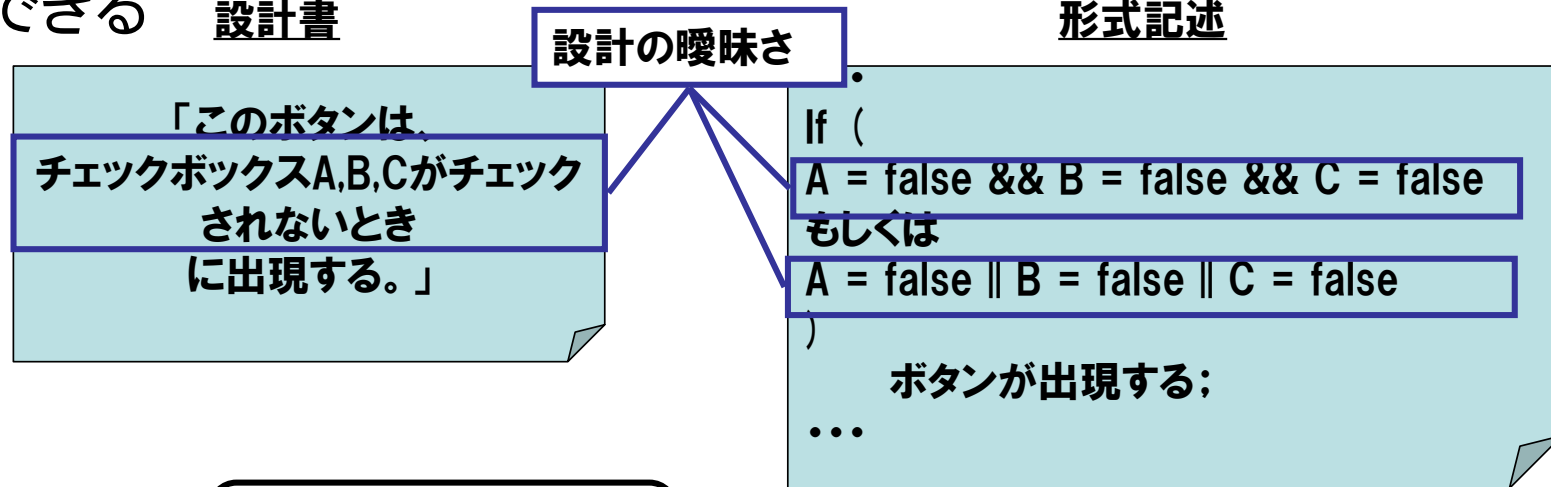 できる
設計書
設計の曖昧さ
形式記述
「このボタンは、
チェックボックスA,B,Cがチェック
されないとき
に出現する。」
•
If (
A = false && B = false && C = false
もしくは
A = false || B = false || C = false
)
ボタンが出現する;
•••